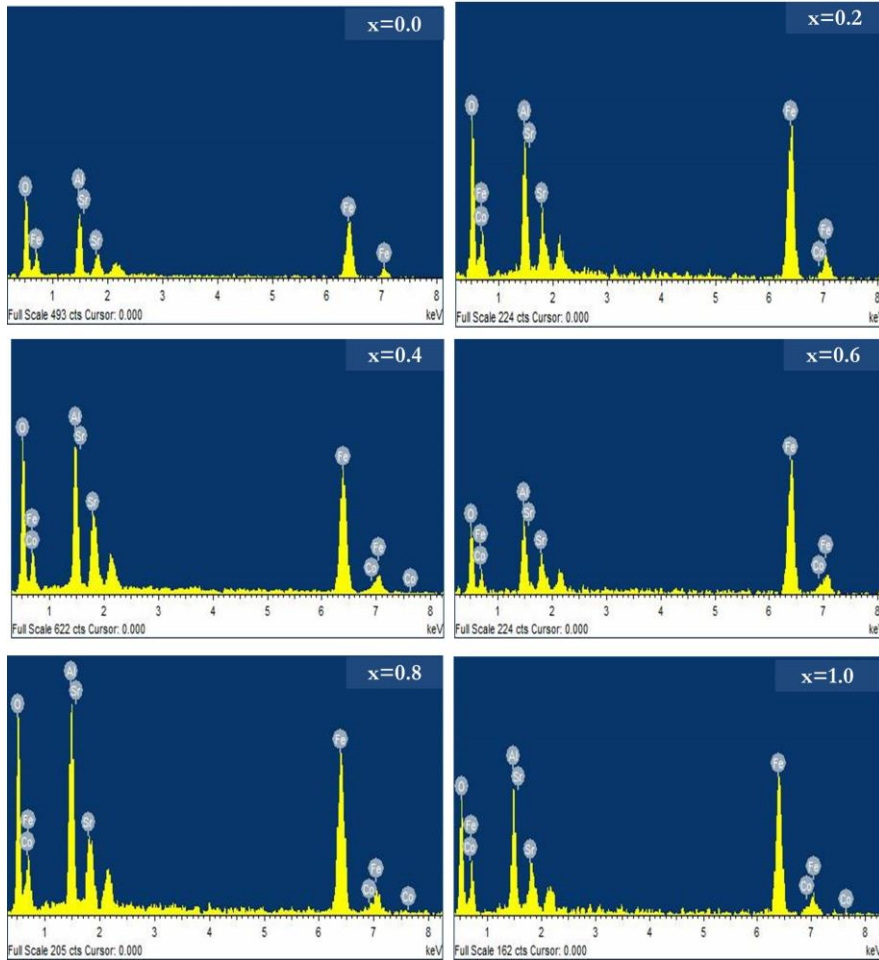 x=0.0
O
Fe
Al
Sr
Sr
Fe
Fe
1 2 3 4 5 6 7 8
Full Scale 493 cts Cursor: 0.000
keV
x=0.2
O
Fe
Co
Al
Sr
Sr
Fe
Co
Fe
1 2 3 4 5 6 7 8
Full Scale 224 cts Cursor: 0.000
keV
x=0.4
O
Fe
Co
Al
Sr
Sr
Fe
Co
Fe
Co
1 2 3 4 5 6 7 8
Full Scale 622 cts Cursor: 0.000
keV
x=0.6
O
Fe
Co
Al
Sr
Sr
Fe
Co
Fe
1 2 3 4 5 6 7 8
Full Scale 224 cts Cursor: 0.000
keV
x=0.8
O
Fe
Co
Al
Sr
Sr
Fe
Co
Fe
Co
1 2 3 4 5 6 7 8
Full Scale 205 cts Cursor: 0.000
keV
x=1.0
O
Fe
Co
Al
Sr
Sr
Fe
Co
Fe
Co
1 2 3 4 5 6 7 8
Full Scale 162 cts Cursor: 0.000
keV